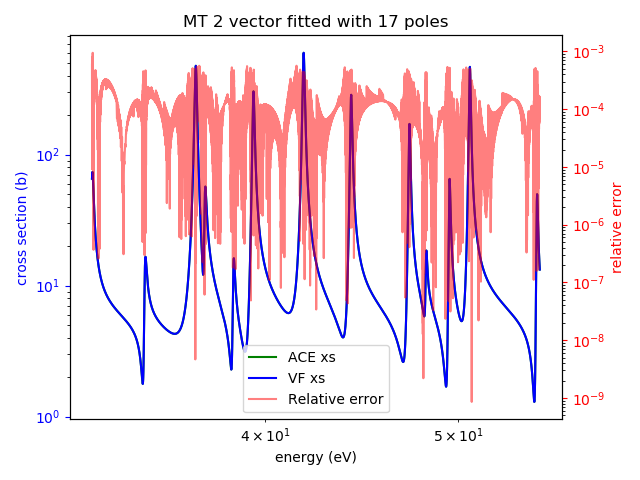 MT 2 vector fitted with 17 poles
cross section (b)
10²
10¹
10⁰
10⁻³
10⁻⁴
10⁻⁵
10⁻⁶
10⁻⁷
10⁻⁸
10⁻⁹
relative error
ACE xs
VF xs
Relative error
4 × 10¹
5 × 10¹
energy (eV)